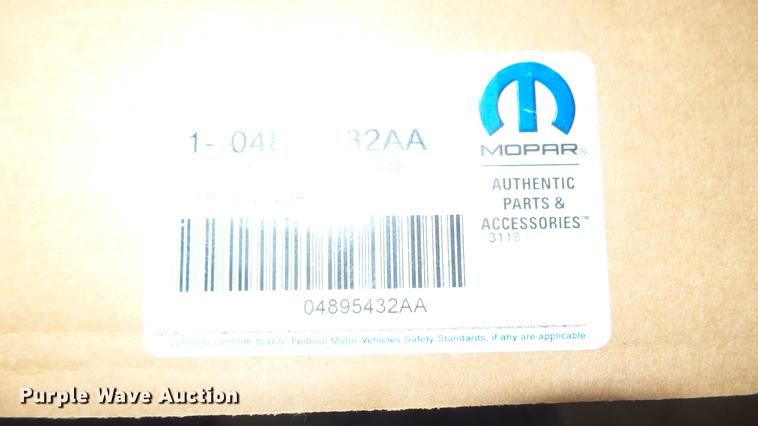 1- 048 32AA
MOPAR®
AUTHENTIC
PARTS &
ACCESSORIES™
3118
04895432AA
Contents conform to U.S. Federal Motor Vehicles Safety Standards, if any are applicable.
Purple Wave Auction